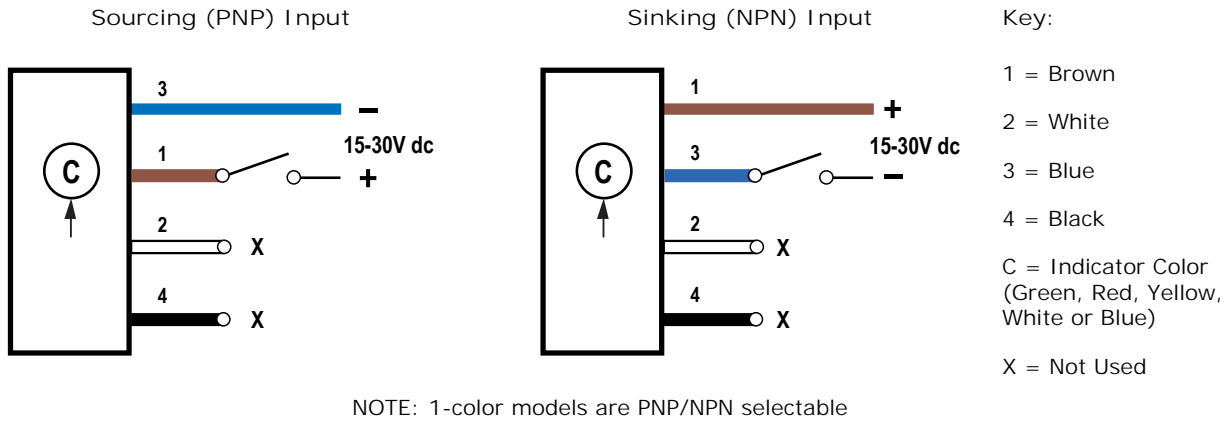 Sourcing (PNP) Input
3
–
15-30V dc
C
1
+
2
X
4
X
Sinking (NPN) Input
1
+
15-30V dc
C
3
–
2
X
4
X
Key:
1 = Brown
2 = White
3 = Blue
4 = Black
C = Indicator Color
(Green, Red, Yellow,
White or Blue)
X = Not Used
NOTE: 1-color models are PNP/NPN selectable